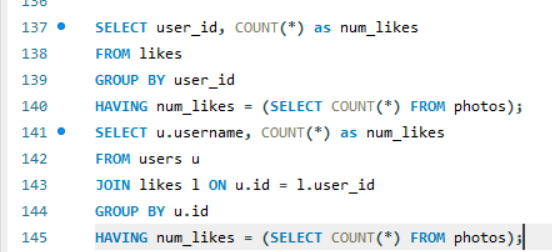 136
137 SELECT user_id, COUNT(*) as num_likes
138 FROM likes
139 GROUP BY user_id
140 HAVING num_likes = (SELECT COUNT(*) FROM photos);
141 SELECT u.username, COUNT(*) as num_likes
142 FROM users u
143 JOIN likes l ON u.id = l.user_id
144 GROUP BY u.id
145 HAVING num_likes = (SELECT COUNT(*) FROM photos);